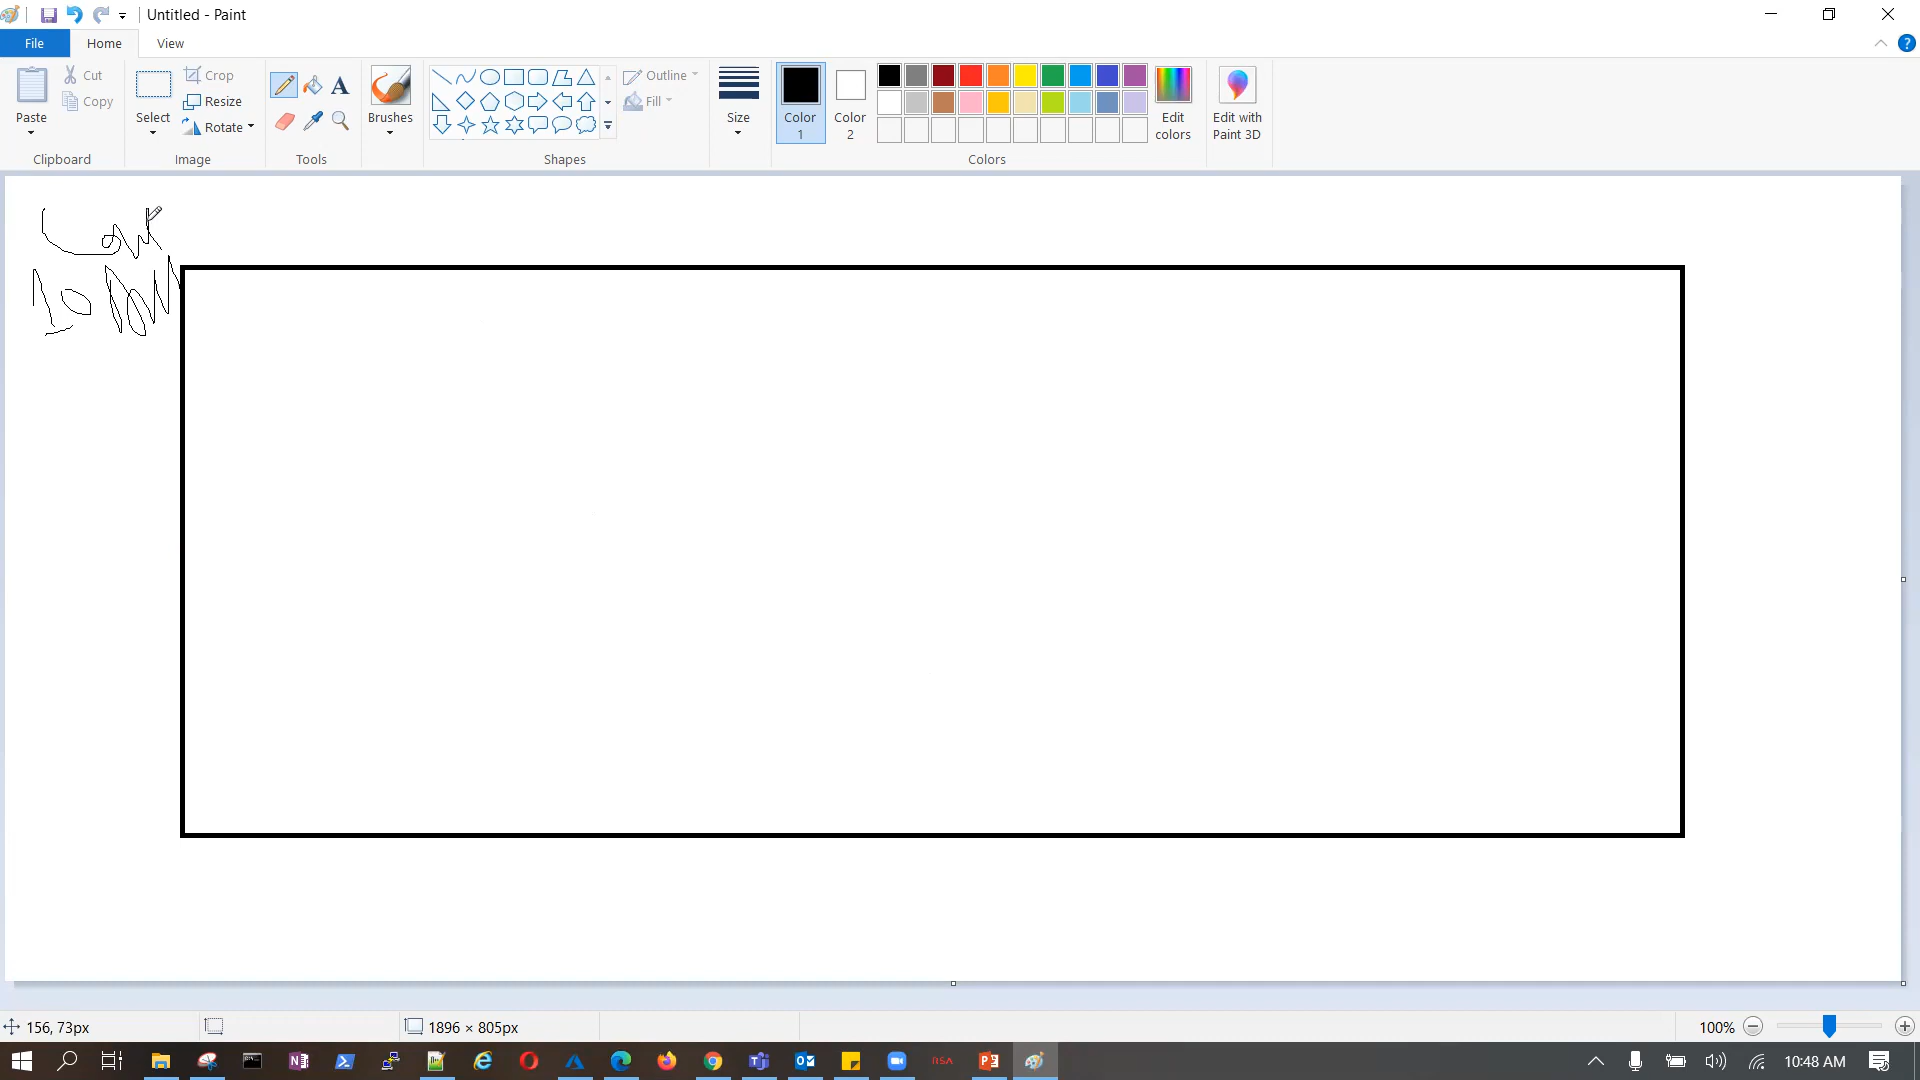 Untitled - Paint
File Home View
Paste
Cut
Copy
Clipboard
Select
Crop
Resize
Rotate
Image
Tools
Brushes
Outline
Fill
Shapes
Size
Color 1
Color 2
Edit colors
Edit with Paint 3D
Colors
10
156, 73px
1896 × 805px
100%
RSA
10:48 AM